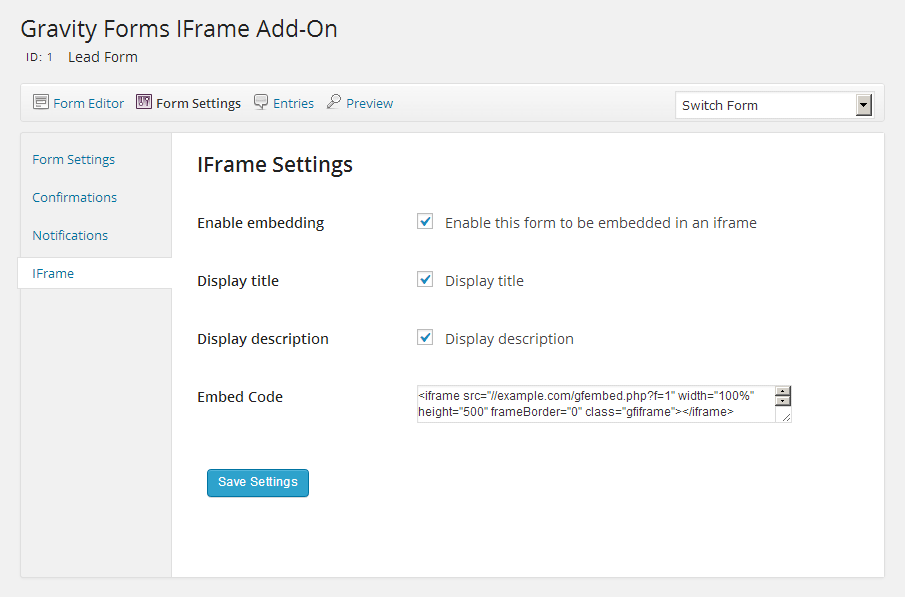 Gravity Forms IFrame Add-On
ID: 1 Lead Form
Form Editor Form Settings Entries Preview Switch Form
Form Settings
Confirmations
Notifications
IFrame
IFrame Settings
Enable embedding Enable this form to be embedded in an iframe
Display title Display title
Display description Display description
Embed Code <iframe src="//example.com/gfembed.php?f=1" width="100%"
height="500" frameBorder="0" class="gfiframe"></iframe>
Save Settings